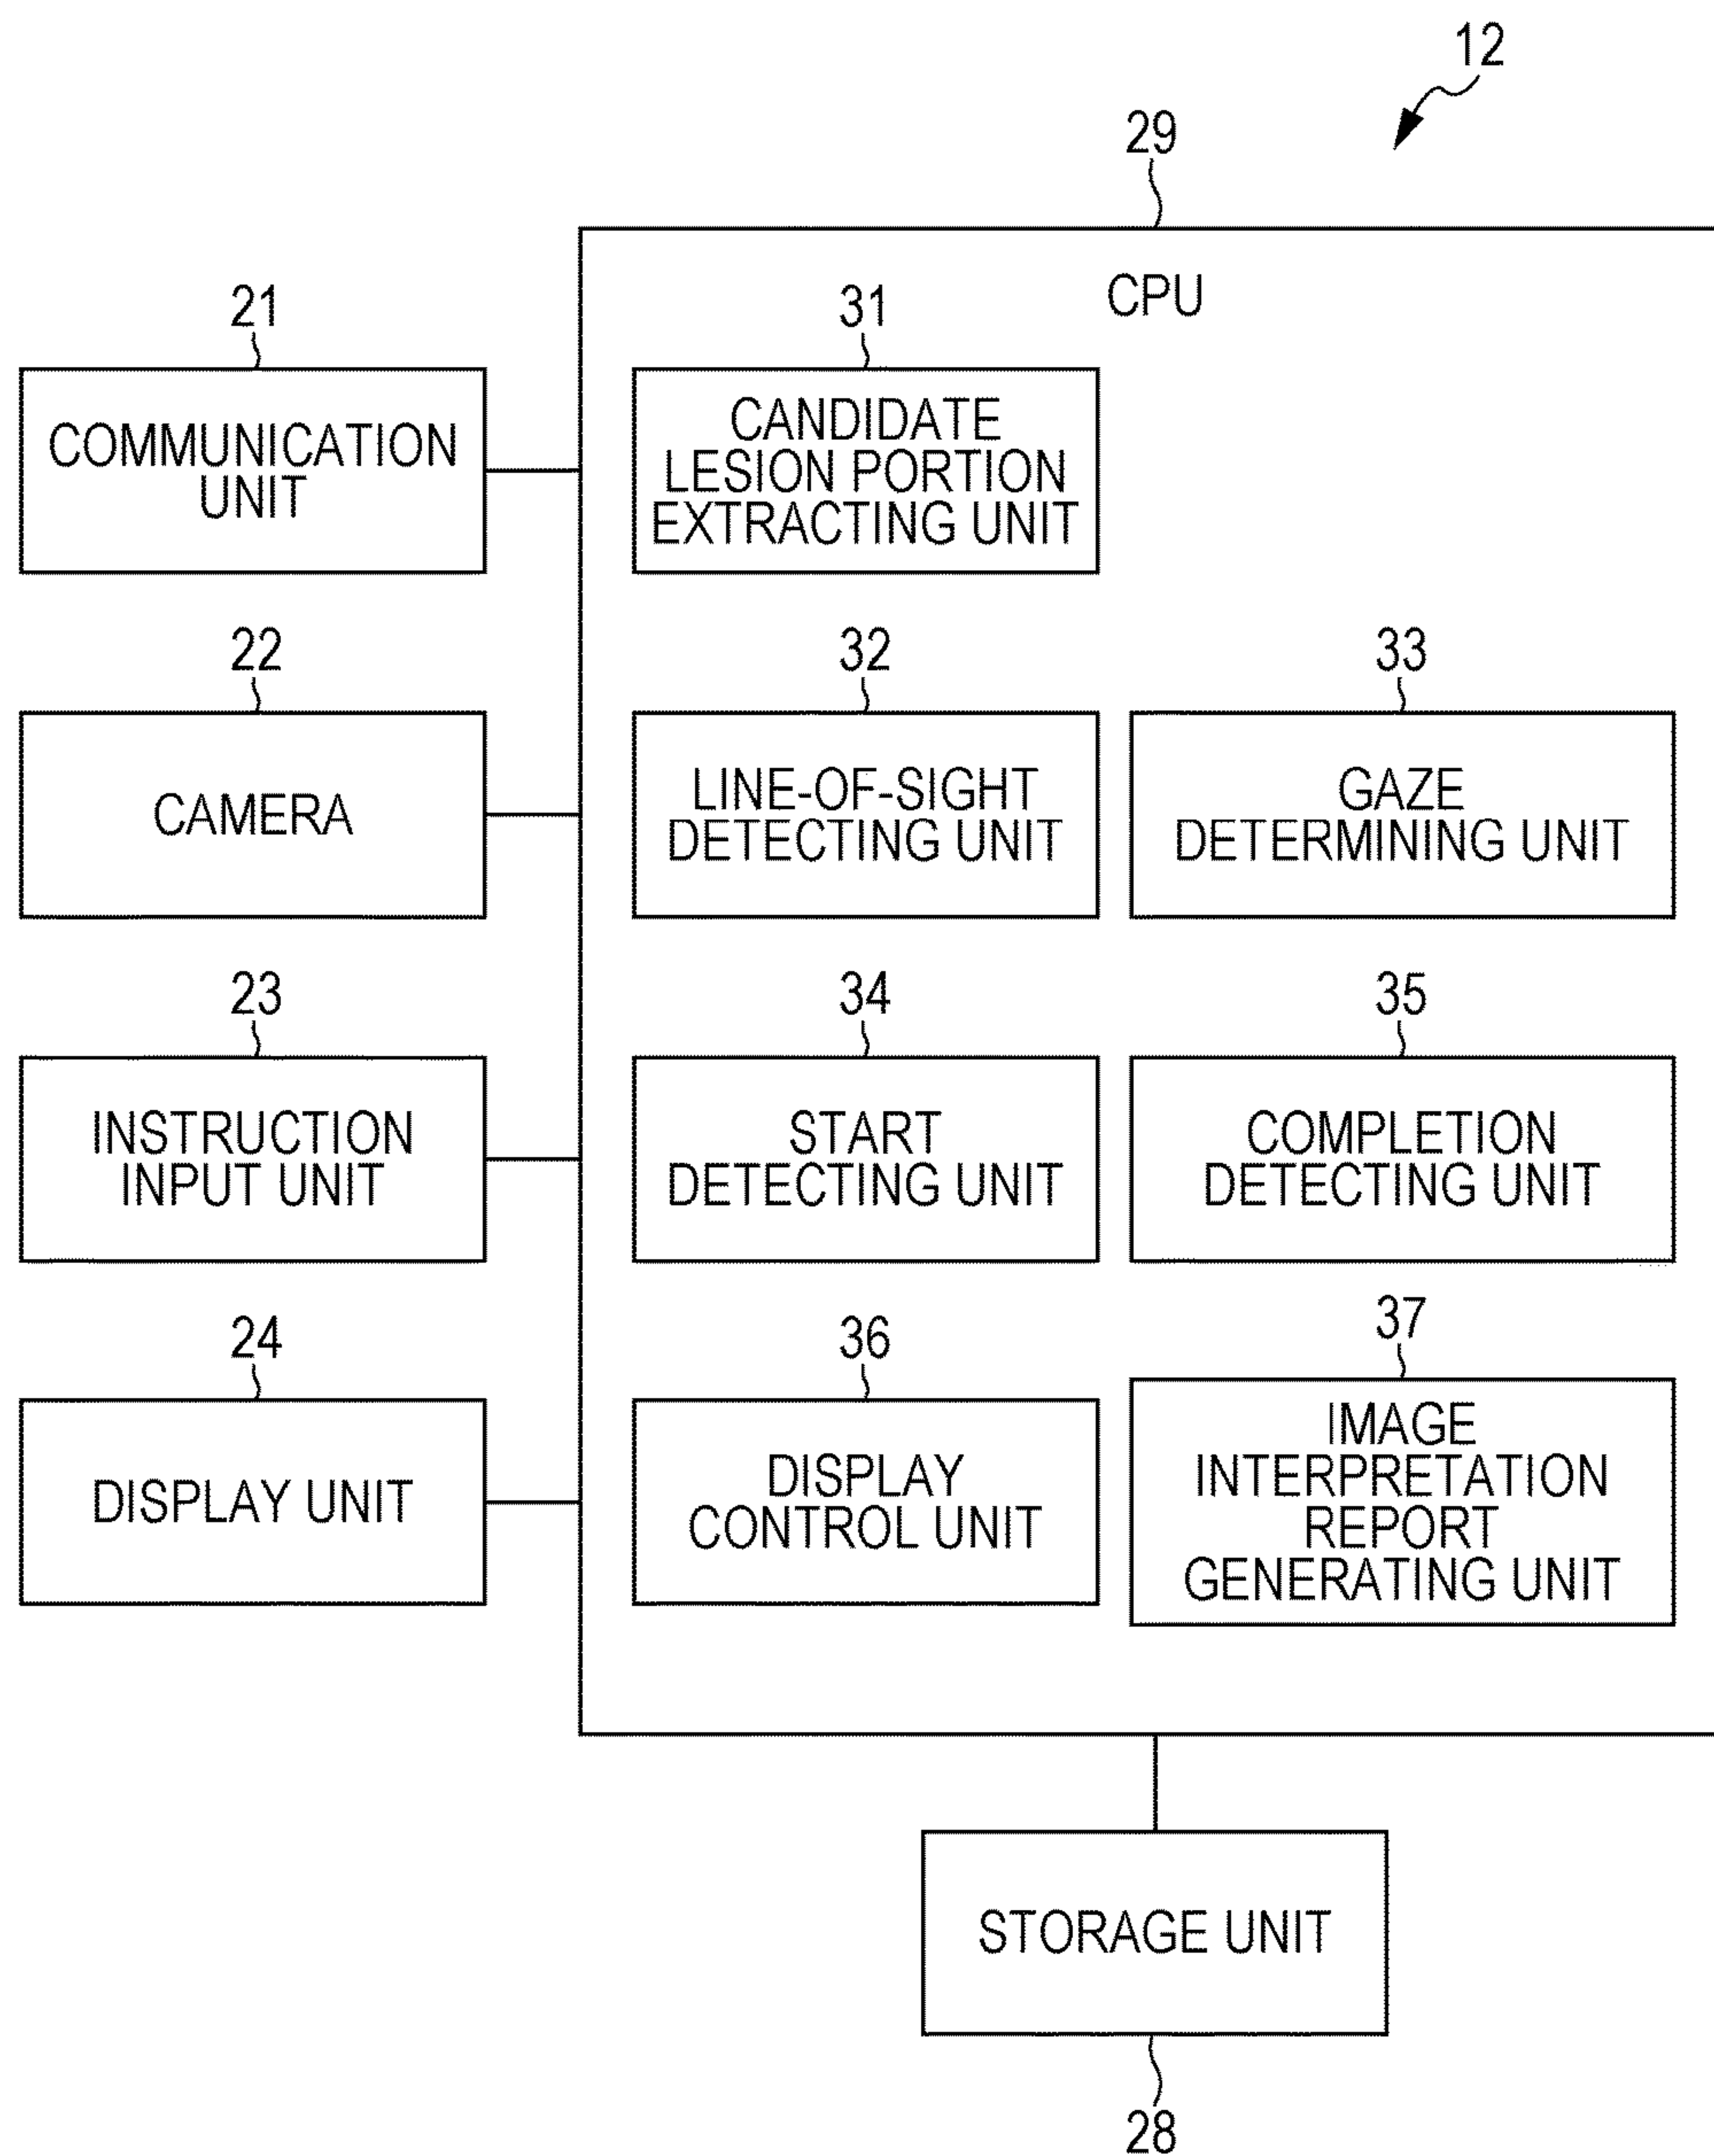 12
29
CPU
21
COMMUNICATION
UNIT
31
CANDIDATE
LESION PORTION
EXTRACTING UNIT
22
CAMERA
32
LINE-OF-SIGHT
DETECTING UNIT
33
GAZE
DETERMINING UNIT
23
INSTRUCTION
INPUT UNIT
34
START
DETECTING UNIT
35
COMPLETION
DETECTING UNIT
24
DISPLAY UNIT
36
DISPLAY
CONTROL UNIT
37
IMAGE
INTERPRETATION
REPORT
GENERATING UNIT
STORAGE UNIT
28